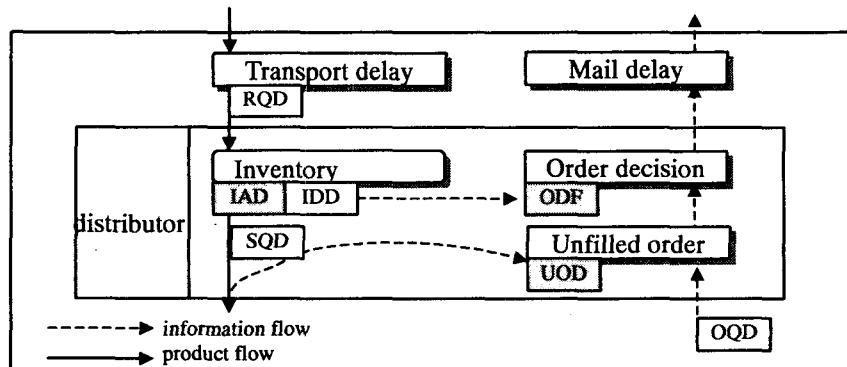 Transport delay
Mail delay
RQD
Inventory
Order decision
IAD
IDD
ODF
distributor
SQD
Unfilled order
UOD
information flow
OQD
product flow